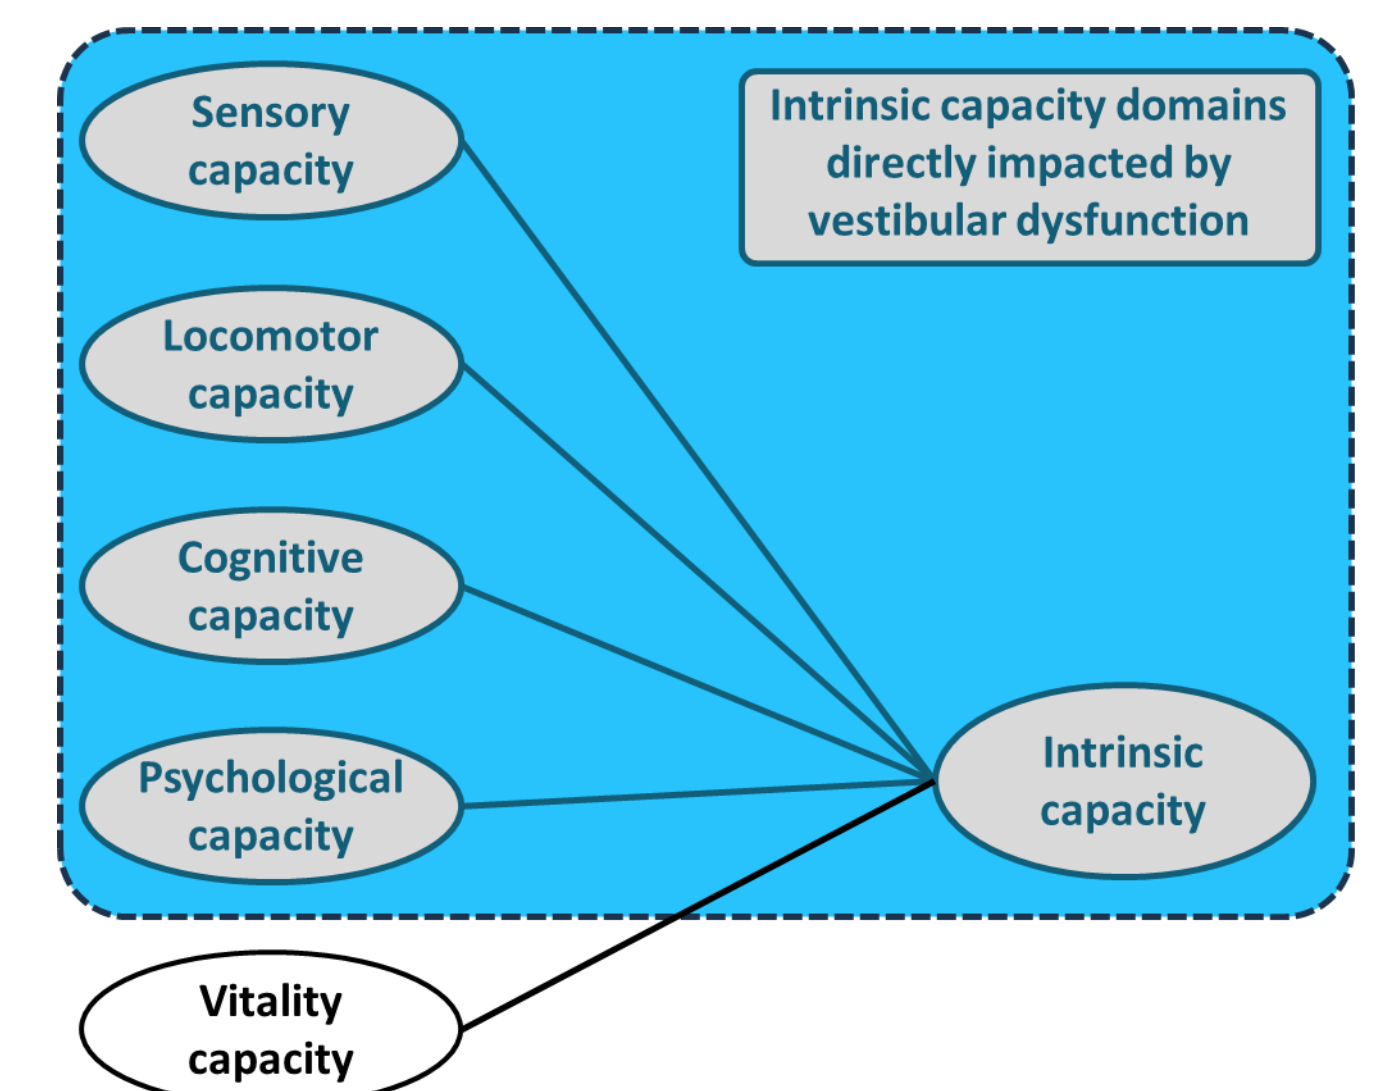 Sensory
capacity
Intrinsic capacity domains
directly impacted by
vestibular dysfunction
Locomotor
capacity
Cognitive
capacity
Psychological
capacity
Intrinsic
capacity
Vitality
capacity